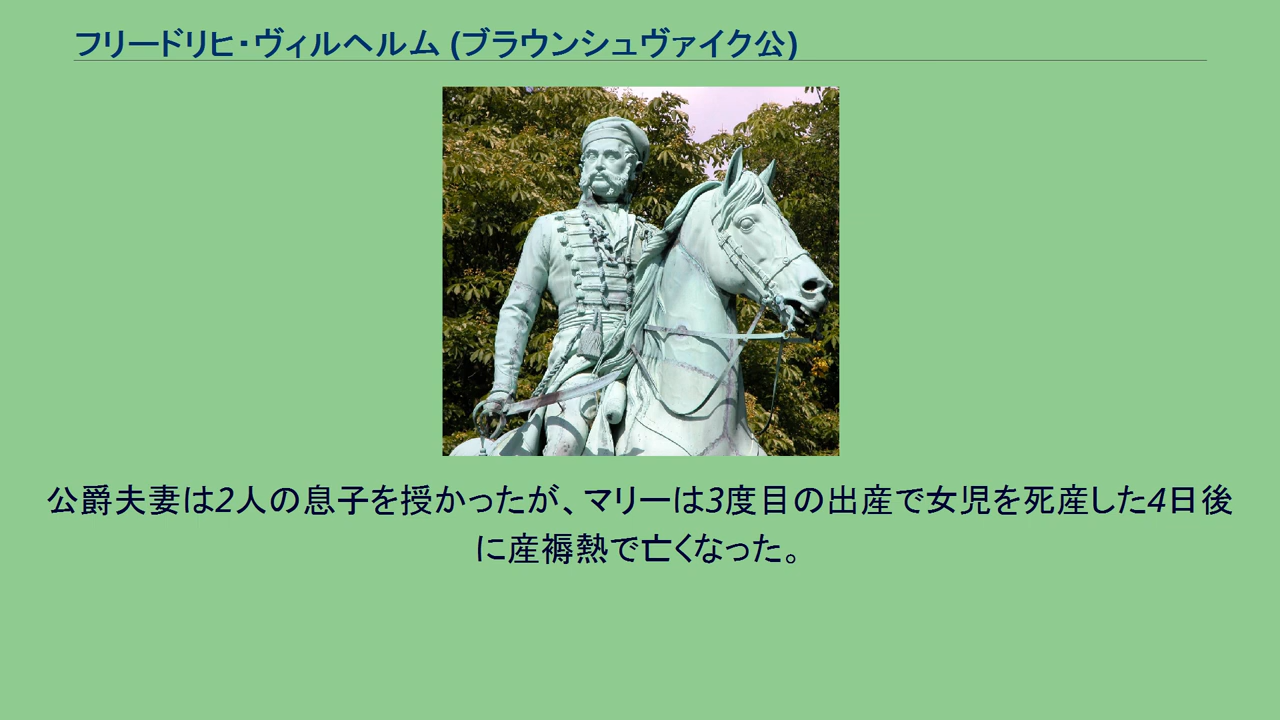 フリードリヒ・ヴィルヘルム (ブラウンシュヴァイク公)
公爵夫妻は2人の息子を授かったが、マリーは3度目の出産で女児を死産した4日後
に産褥熱で亡くなった。